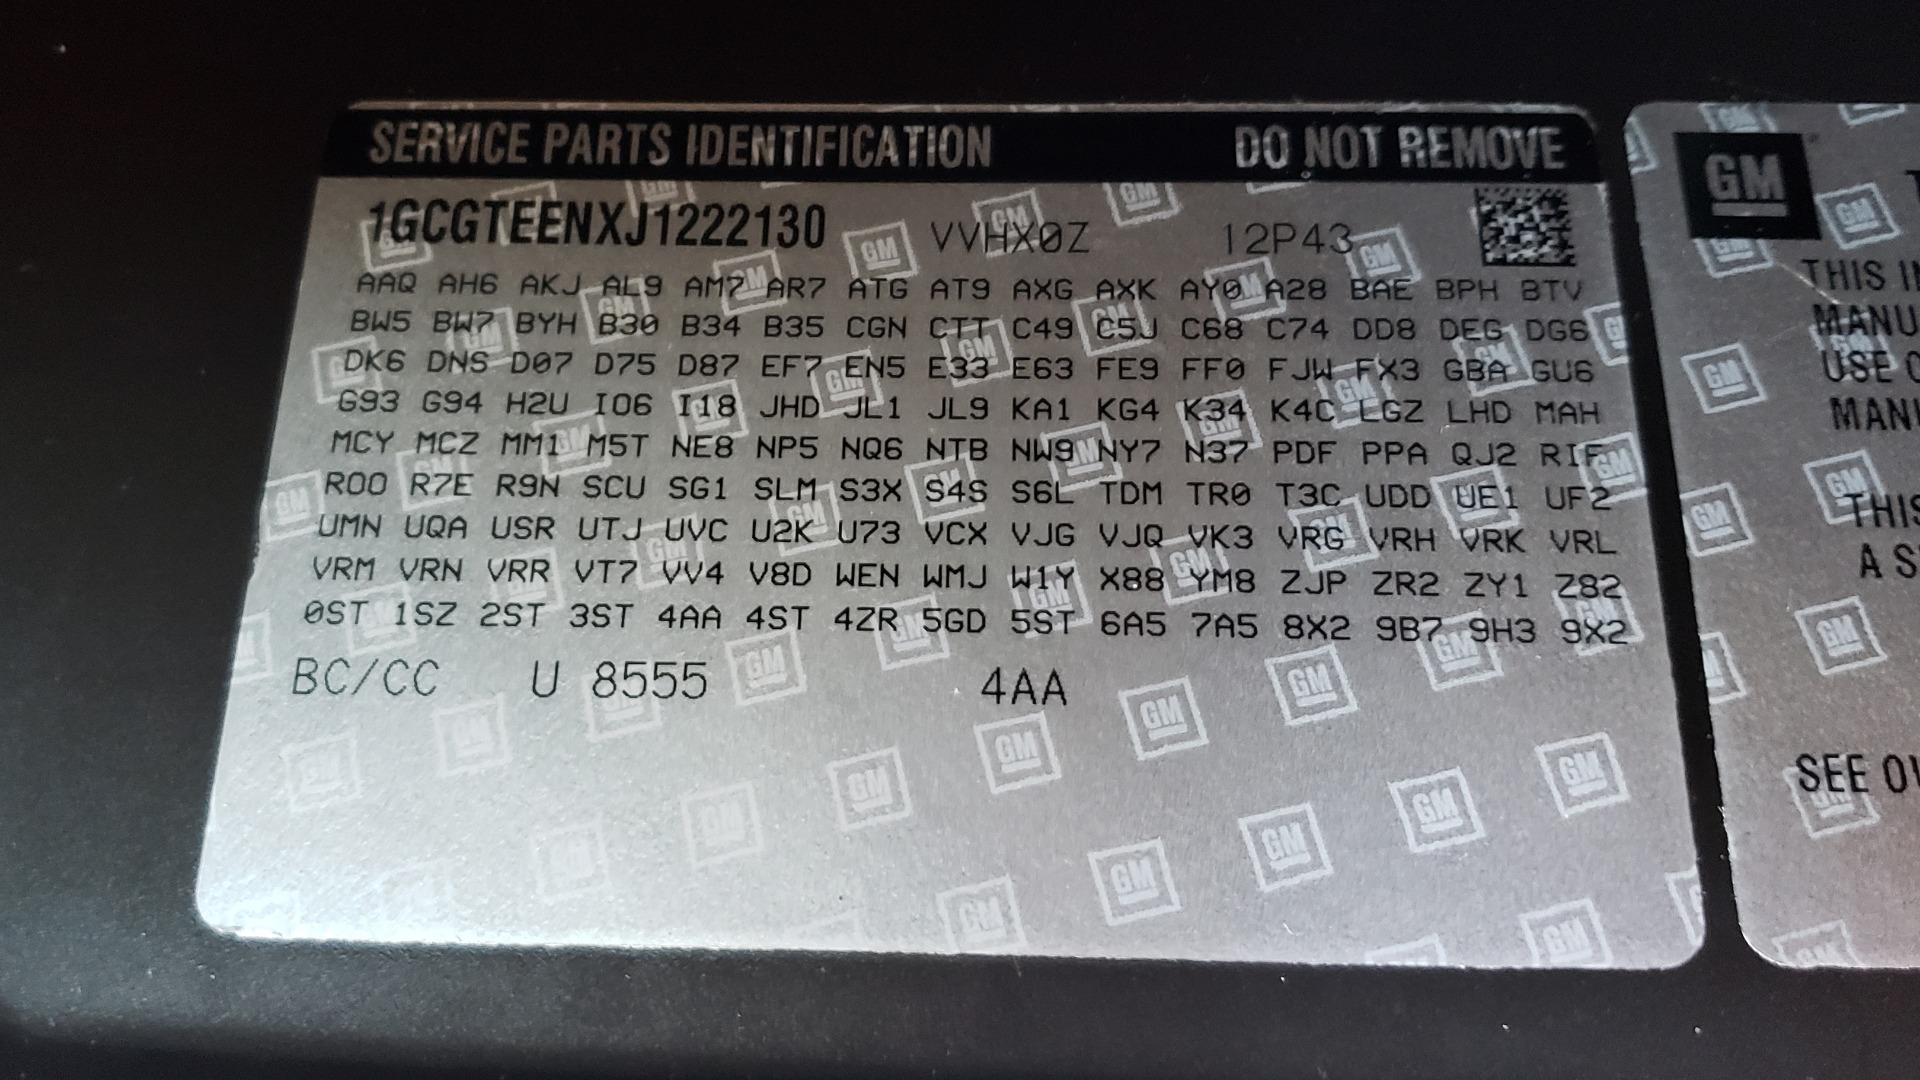 SERVICE PARTS IDENTIFICATION DO NOT REMOVE
1GCGTEENXJ1222130 VVHX0Z 12P43
AAQ AH6 AKJ AL9 AM7 AR7 ATG AT9 AXG AXK AY0 A28 BAE BPH BTV
BW5 BW7 BYH B30 B34 B35 CGN CTT C49 C5J C68 C74 DD8 DEG DG6
DK6 DNS D07 D75 D87 EF7 EN5 E33 E63 FE9 FF0 FJW FX3 GBA GU6
G93 G94 H2U I06 I18 JHD JL1 JL9 KA1 KG4 K34 K4C LGZ LHD MAH
MCY MCZ MM1 M5T NE8 NP5 NQ6 NTB NW9 NY7 N37 PDF PPA QJ2 RIF
R00 R7E R9N SCU SG1 SLM S3X S4S S6L TDM TR0 T3C UDD UE1 UF2
UMN UQA USR UTJ UVC U2K U73 VCX VJG VJQ VK3 VRG VRH VRK VRL
VRM VRN VRR VT7 VV4 V8D WEN WMJ W1Y X88 YM8 ZJP ZR2 ZY1 Z82
0ST 1SZ 2ST 3ST 4AA 4ST 4ZR 5GD 5ST 6A5 7A5 8X2 9B7 9H3 9X2
BC/CC U 8555 4AA
GM
THIS
MANU
USE
MAN
THIS
A S
SEE